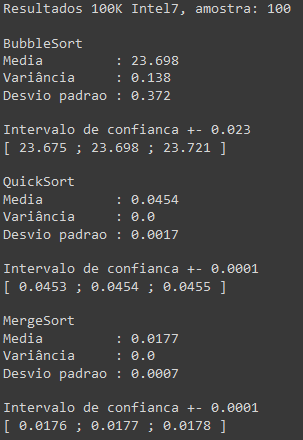 Resultados 100K Intel7, amostra: 100
BubbleSort
Media : 23.698
Variância : 0.138
Desvio padrao : 0.372
Intervalo de confianca +- 0.023
[ 23.675 ; 23.698 ; 23.721 ]
QuickSort
Media : 0.0454
Variância : 0.0
Desvio padrao : 0.0017
Intervalo de confianca +- 0.0001
[ 0.0453 ; 0.0454 ; 0.0455 ]
MergeSort
Media : 0.0177
Variância : 0.0
Desvio padrao : 0.0007
Intervalo de confianca +- 0.0001
[ 0.0176 ; 0.0177 ; 0.0178 ]